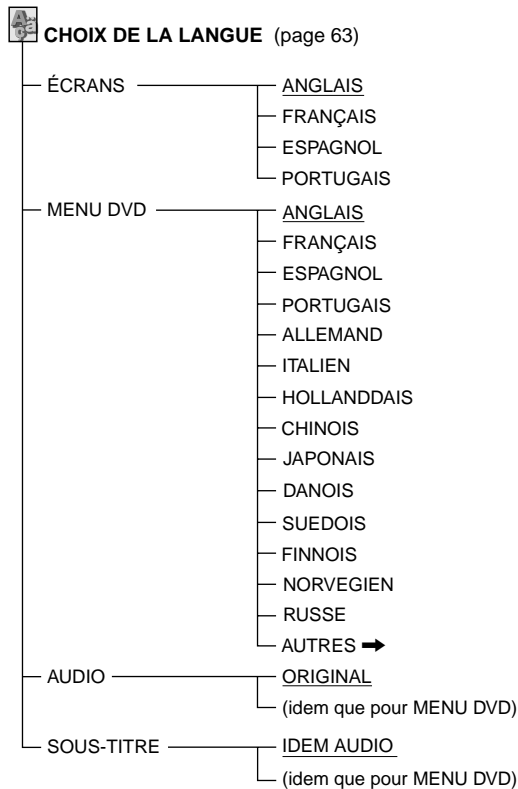 CHOIX DE LA LANGUE (page 63)
ÉCRANS ANGLAIS
FRANÇAIS
ESPAGNOL
PORTUGAIS
MENU DVD ANGLAIS
FRANÇAIS
ESPAGNOL
PORTUGAIS
ALLEMAND
ITALIEN
HOLLANDDAIS
CHINOIS
JAPONAIS
DANOIS
SUEDOIS
FINNOIS
NORVEGIEN
RUSSE
AUTRES ➡
AUDIO ORIGINAL
(idem que pour MENU DVD)
SOUS-TITRE IDEM AUDIO
(idem que pour MENU DVD)